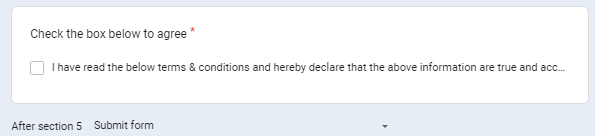 Check the box below to agree *
I have read the below terms & conditions and hereby declare that the above information are true and acc...
After section 5 Submit form